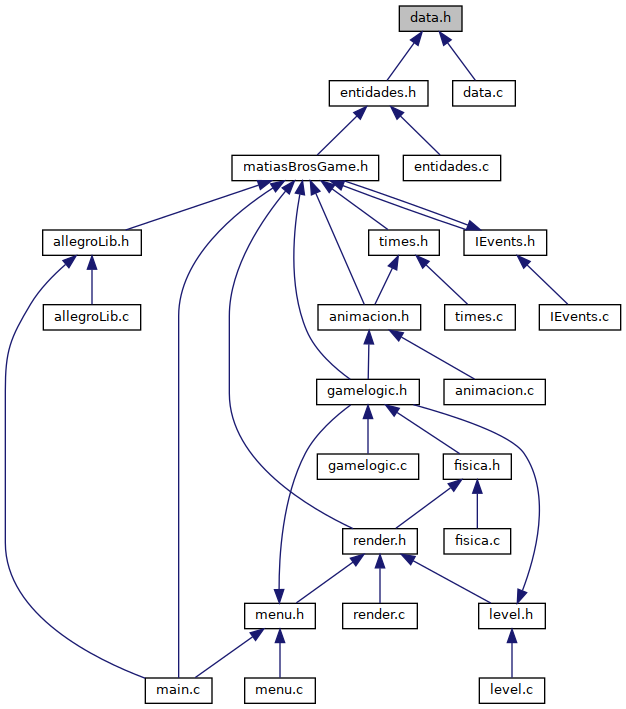 data.h
entidades.h
data.c
matiasBrosGame.h
entidades.c
allegroLib.h
times.h
IEvents.h
allegroLib.c
animacion.h
times.c
IEvents.c
gamelogic.h
animacion.c
gamelogic.c
fisica.h
render.h
fisica.c
menu.h
render.c
level.h
main.c
menu.c
level.c